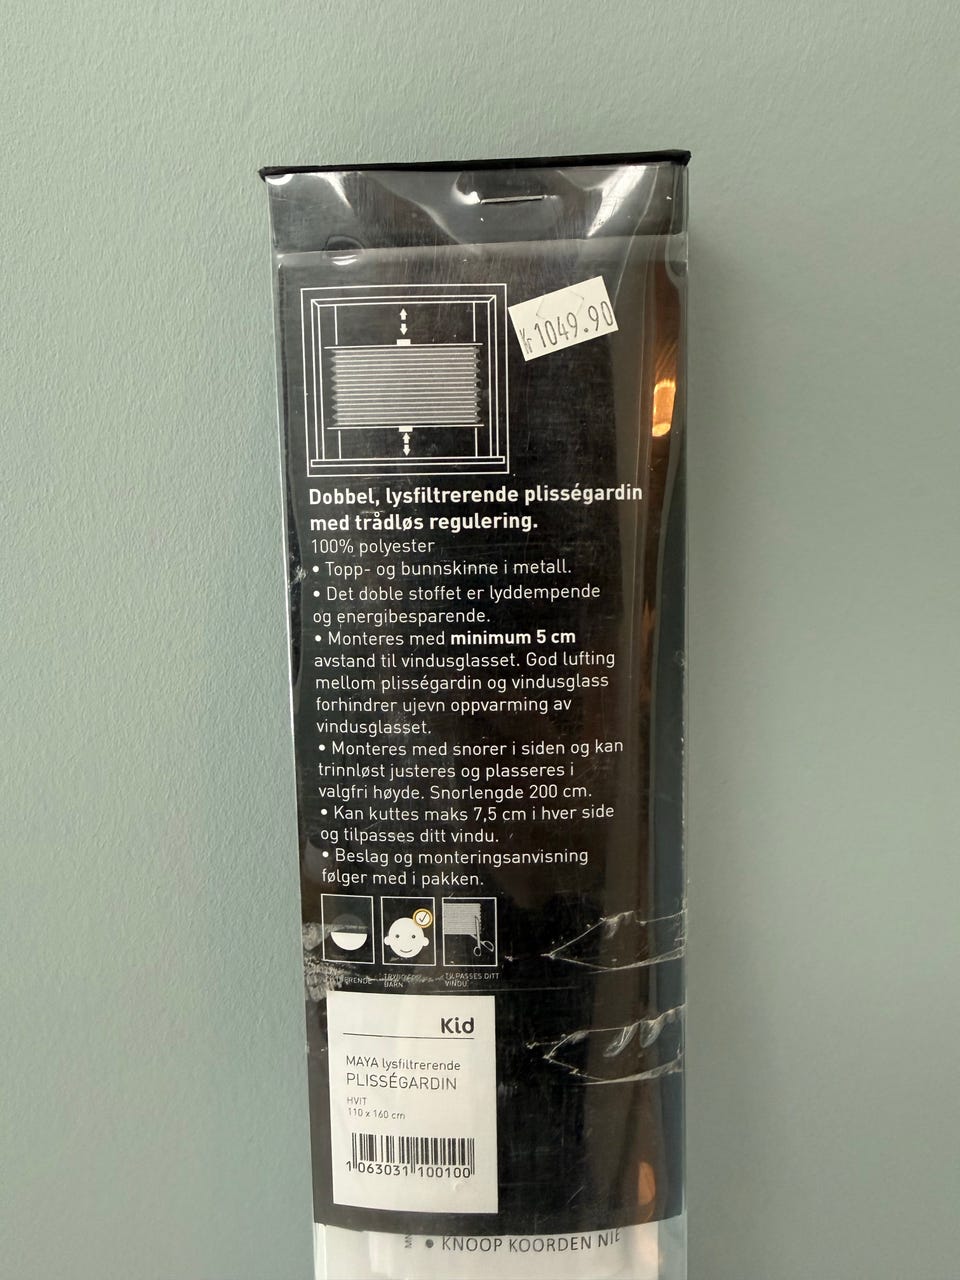 Kr 1049.90
Dobbel, lysfiltrerende plisségardin
med trådløs regulering.
100% polyester
• Topp- og bunnskinne i metall.
• Det doble stoffet er lyddempende
og energibesparende.
• Monteres med minimum 5 cm
avstand til vindusglasset. God lufting
mellom plisségardin og vindusglass
forhindrer ujevn oppvarming av
vindusglasset.
• Monteres med snorer i siden og kan
trinnløst justeres og plasseres i
valgfri høyde. Snorlengde 200 cm.
• Kan kuttes maks 7,5 cm i hver side
og tilpasses ditt vindu.
• Beslag og monteringsanvisning
følger med i pakken.
BARN
TILPASSES DITT
VINDU
Kid
MAYA lysfiltrerende
PLISSÉGARDIN
HVIT
110 x 160 cm
1 063031 100100
• KNOOP KOORDEN NIE